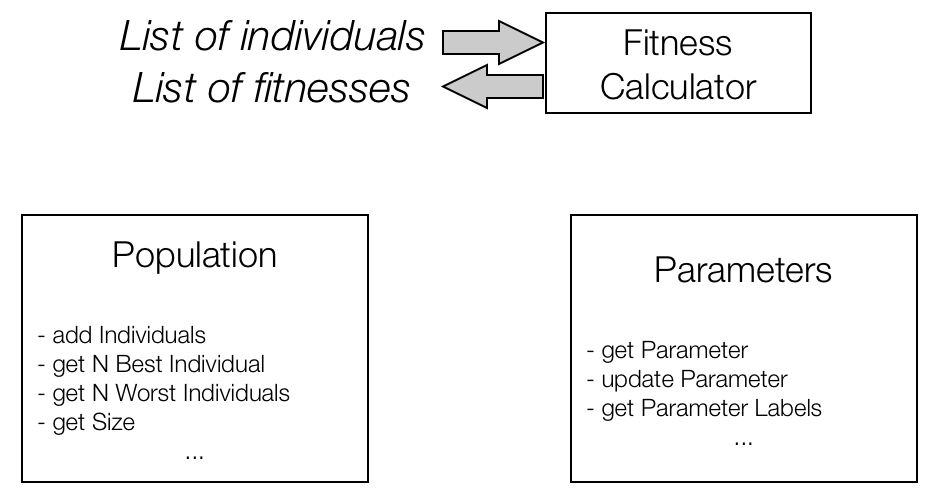 List of individuals
List of fitnesses
Fitness
Calculator
Population
- add Individuals
- get N Best Individual
- get N Worst Individuals
- get Size
...
Parameters
- get Parameter
- update Parameter
- get Parameter Labels
...